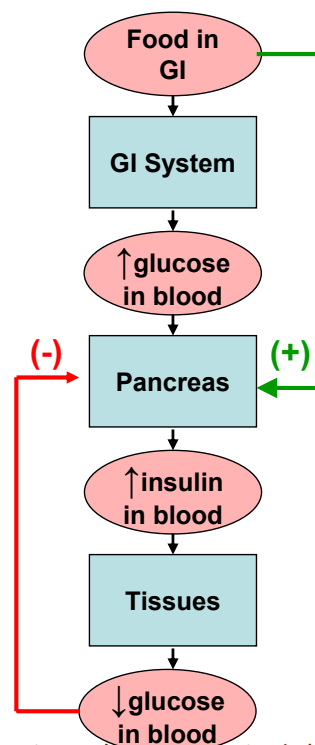 Food in
GI
GI System
↑glucose
in blood
(-)
(+)
Pancreas
↑insulin
in blood
Tissues
↓glucose
in blood